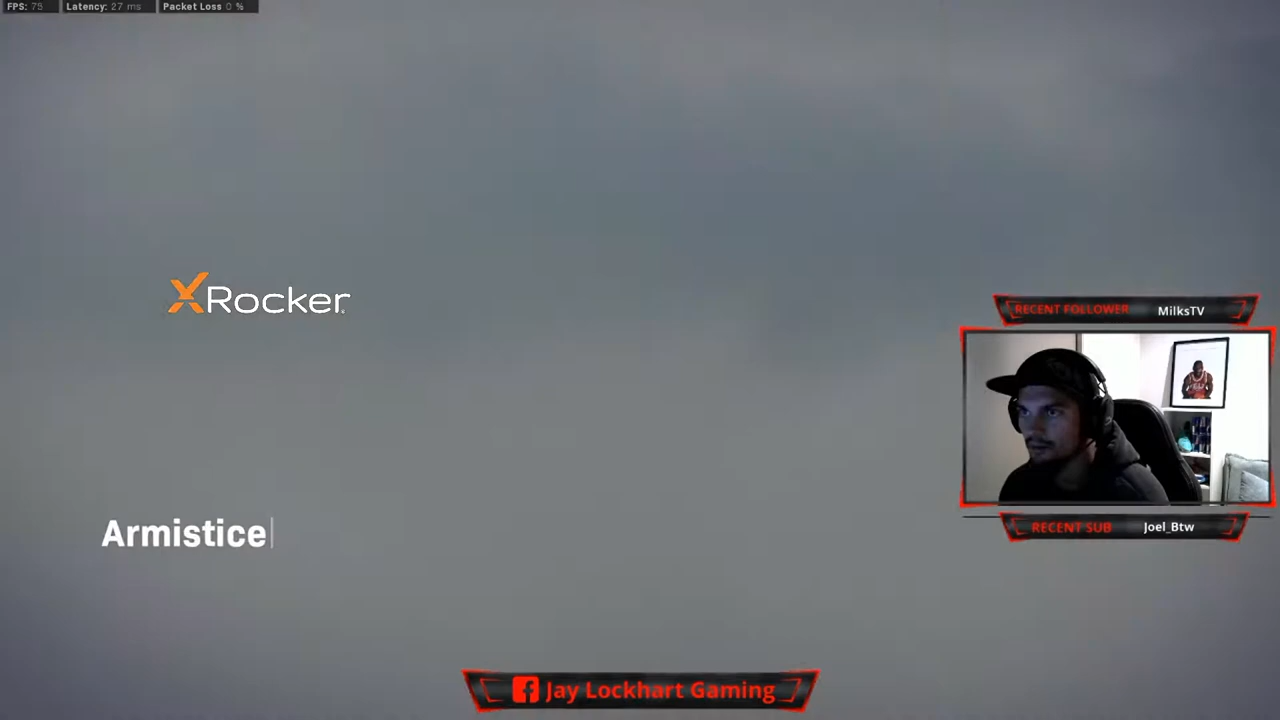 FPS: 75 Latency: 27 ms Packet Loss 0 %
XRocker
RECENT FOLLOWER MilksTV
Armistice
RECENT SUB Joel_Btw
Jay Lockhart Gaming